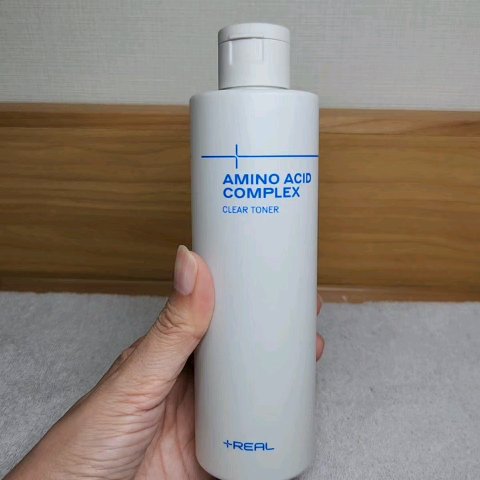 AMINO ACID
COMPLEX
CLEAR TONER
+REAL